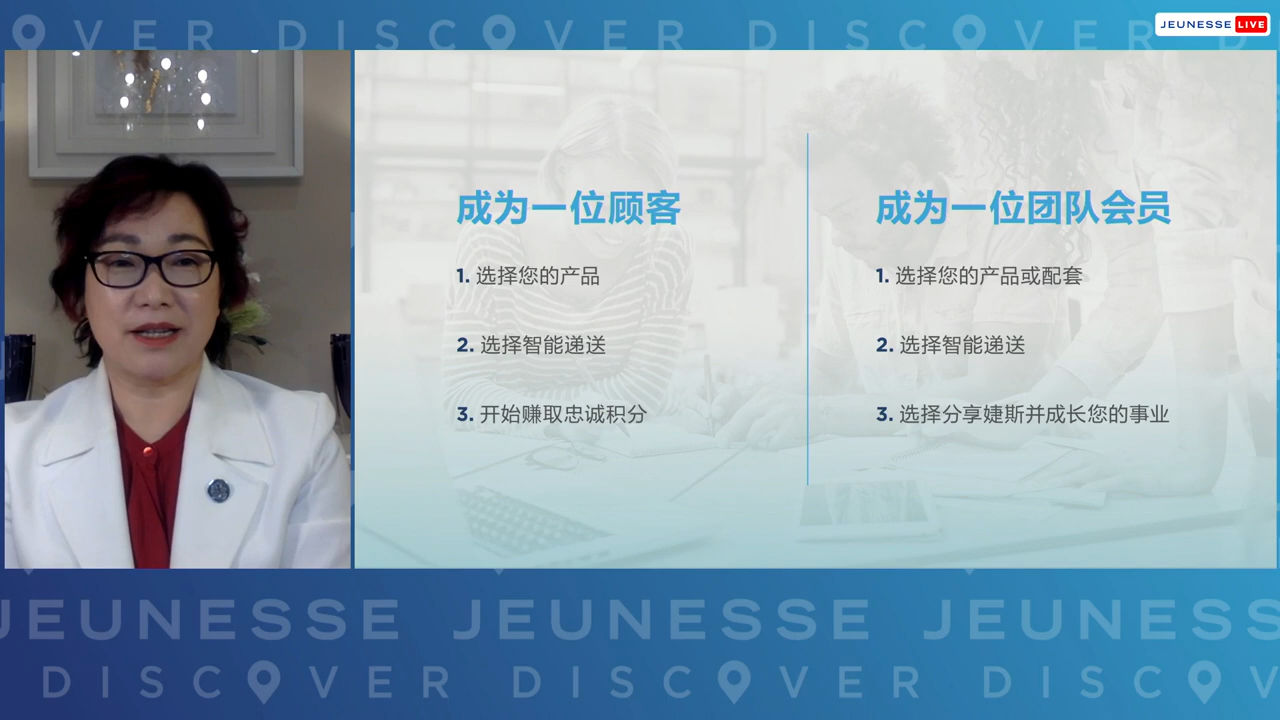 VER DISCOVER DISCOVER D
JEUNESSE LIVE
成为一位顾客
1. 选择您的产品
2. 选择智能递送
3. 开始赚取忠诚积分
成为一位团队会员
1. 选择您的产品或配套
2. 选择智能递送
3. 选择分享婕斯并成长您的事业
JEUNESSE JEUNESSE JEUNESS
DISCOVER DISCOVER DISCOV